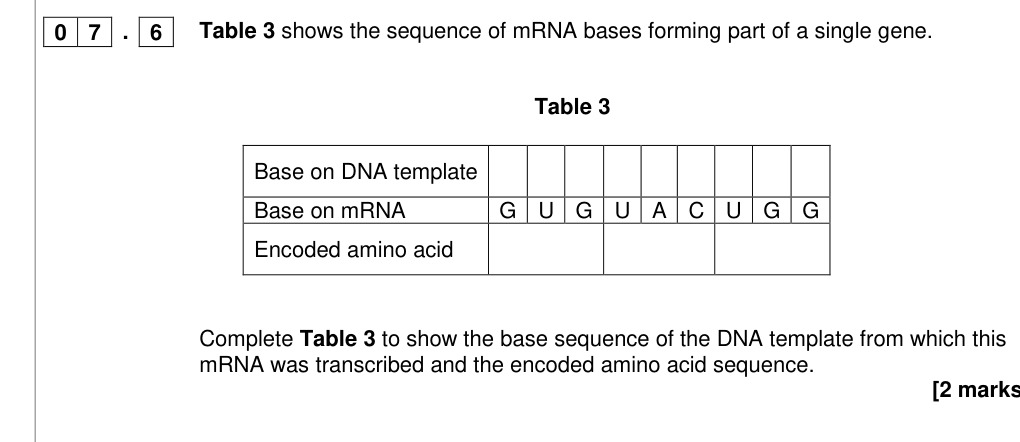 0 7 . 6 Table 3 shows the sequence of mRNA bases forming part of a single gene.
Table 3
Base on DNA template
Base on mRNA G U G U A C U G G
Encoded amino acid
Complete Table 3 to show the base sequence of the DNA template from which this
mRNA was transcribed and the encoded amino acid sequence.
[2 marks